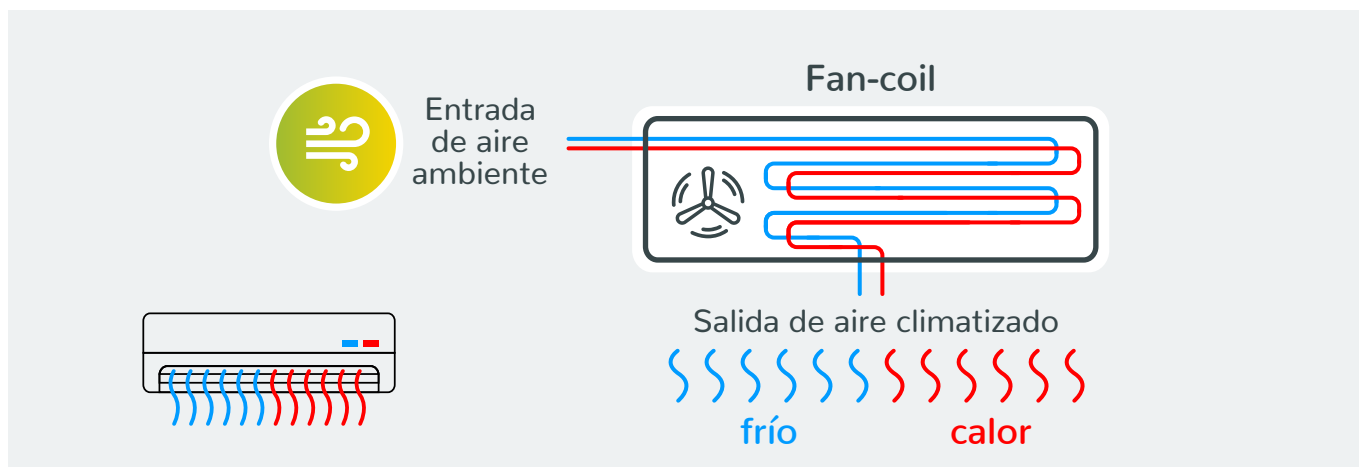 Fan-coil
Entrada
de aire
ambiente
Salida de aire climatizado
frío
calor